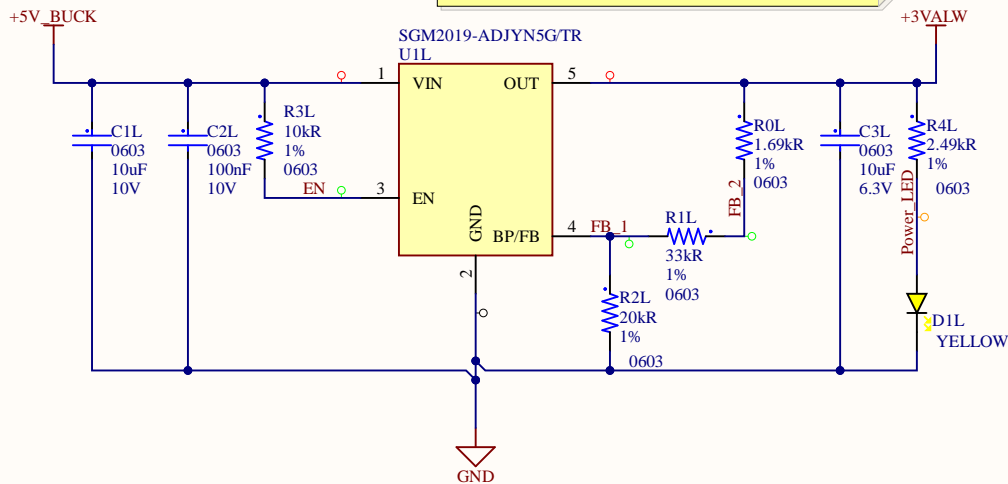 +5V_BUCK
+3VALW
SGM2019-ADJYN5G/TR
U1L
1
VIN
OUT
5
C1L
0603
10uF
10V
C2L
0603
100nF
10V
R3L
10kR
1%
0603
R0L
1.69kR
1%
0603
C3L
0603
10uF
6.3V
R4L
2.49kR
1%
0603
EN
3
EN
GND
2
BP/FB
4
FB_1
R1L
33kR
1%
0603
FB_2
Power_LED
R2L
20kR
1%
0603
D1L
YELLOW
GND